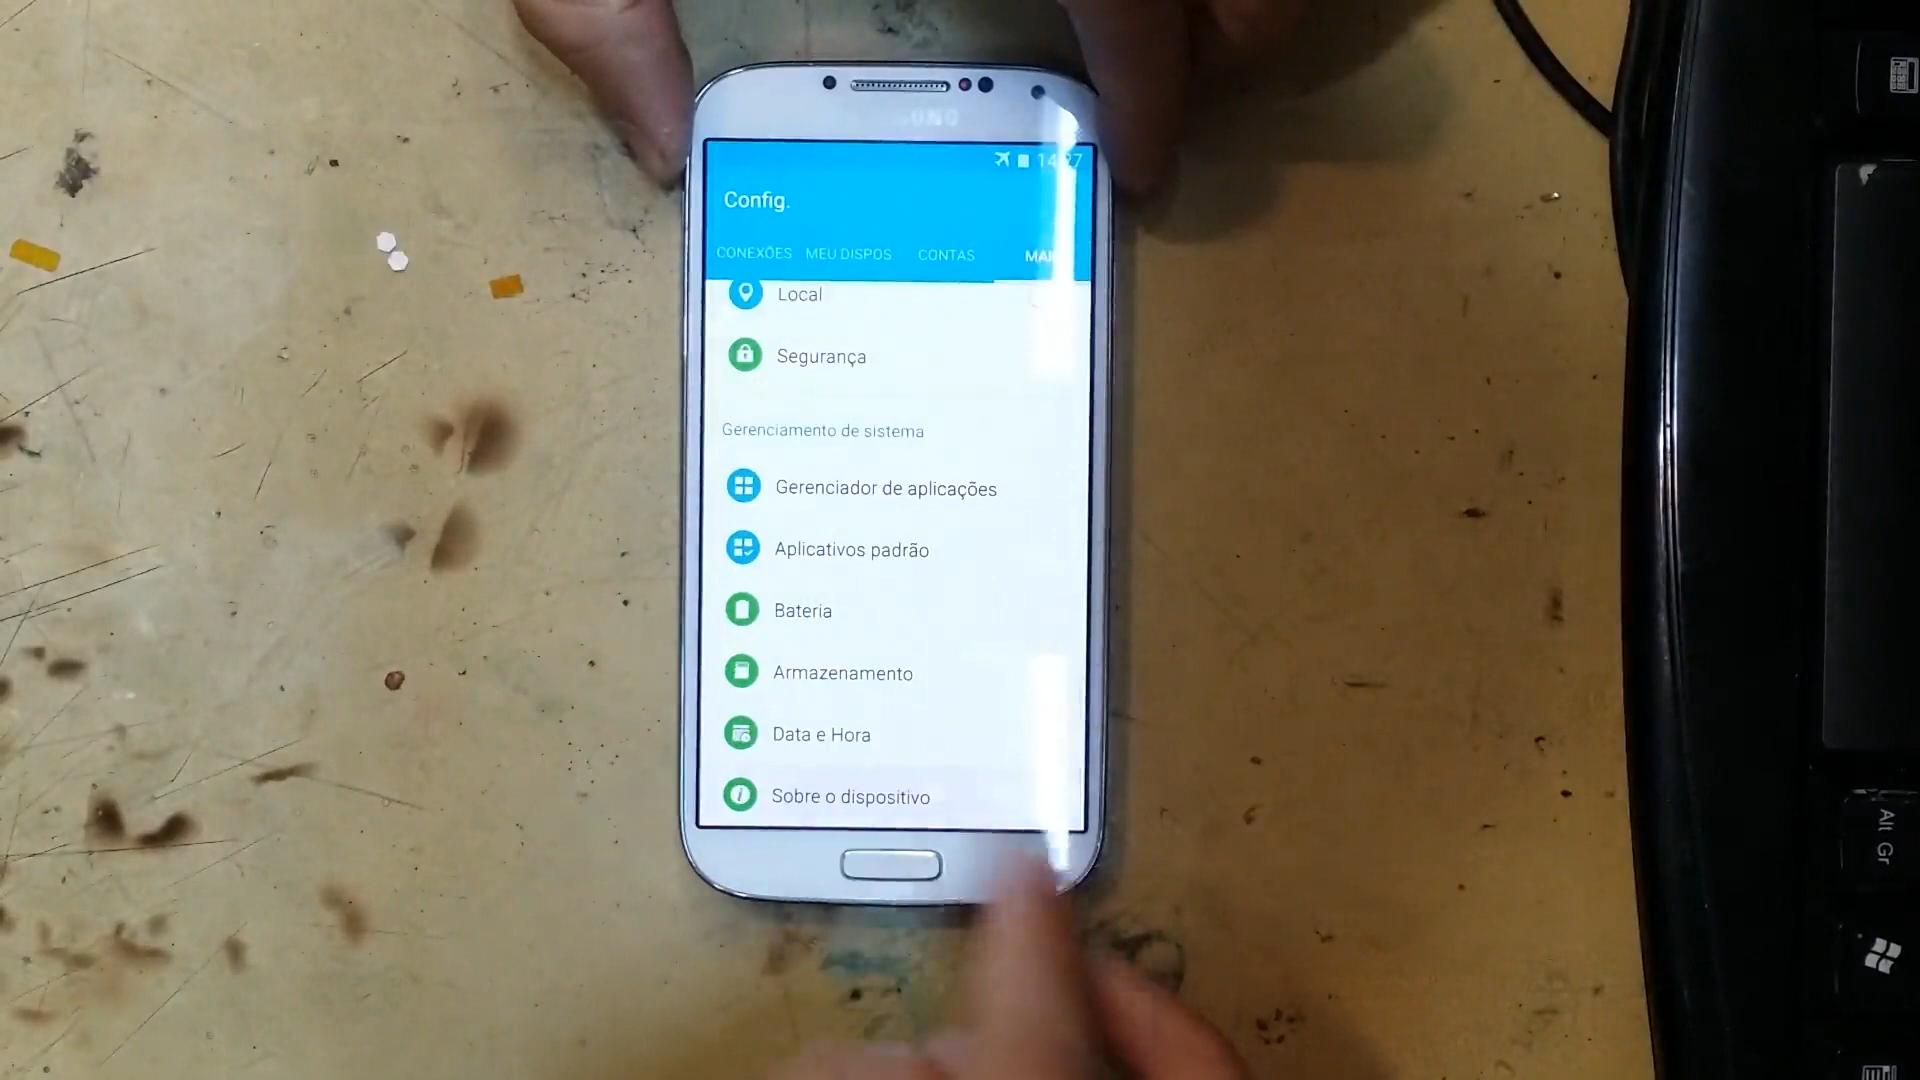 Config.
CONEXÕES MEU DISPOS CONTAS
Local
Segurança
Gerenciamento de sistema
Gerenciador de aplicações
Aplicativos padrão
Bateria
Armazenamento
Data e Hora
Sobre o dispositivo
Alt Gr